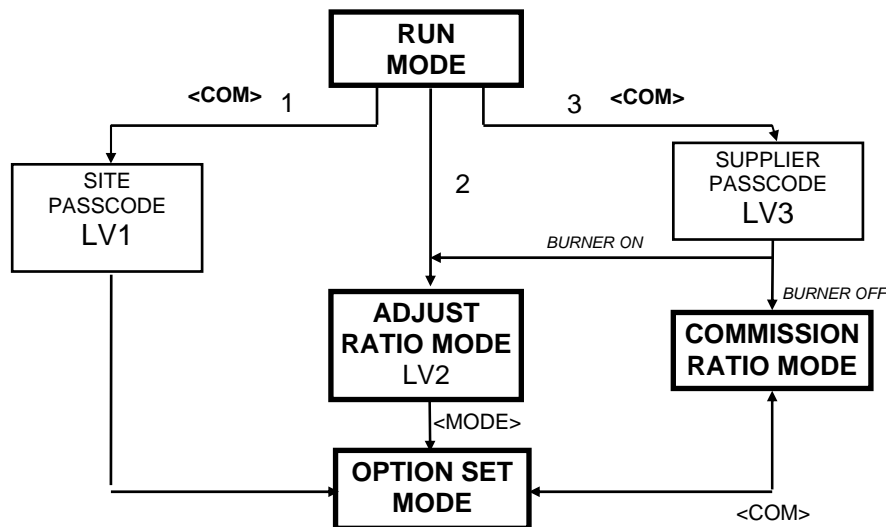 RUN
MODE
<COM> 1
3 <COM>
SITE
PASSCODE
LV1
2
SUPPLIER
PASSCODE
LV3
BURNER ON
BURNER OFF
ADJUST
RATIO MODE
LV2
COMMISSION
RATIO MODE
<MODE>
OPTION SET
MODE
<COM>